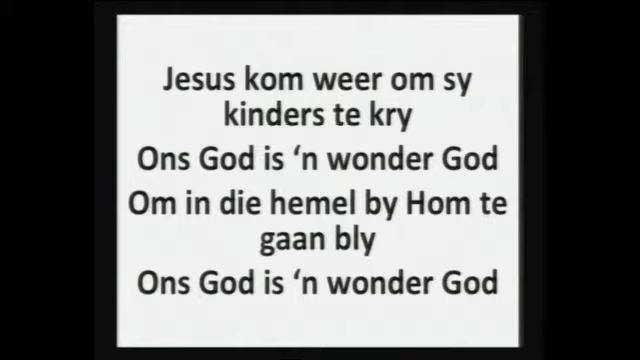 Jesus kom weer om sy
kinders te kry
Ons God is ‘n wonder God
Om in die hemel by Hom te
gaan bly
Ons God is ‘n wonder God